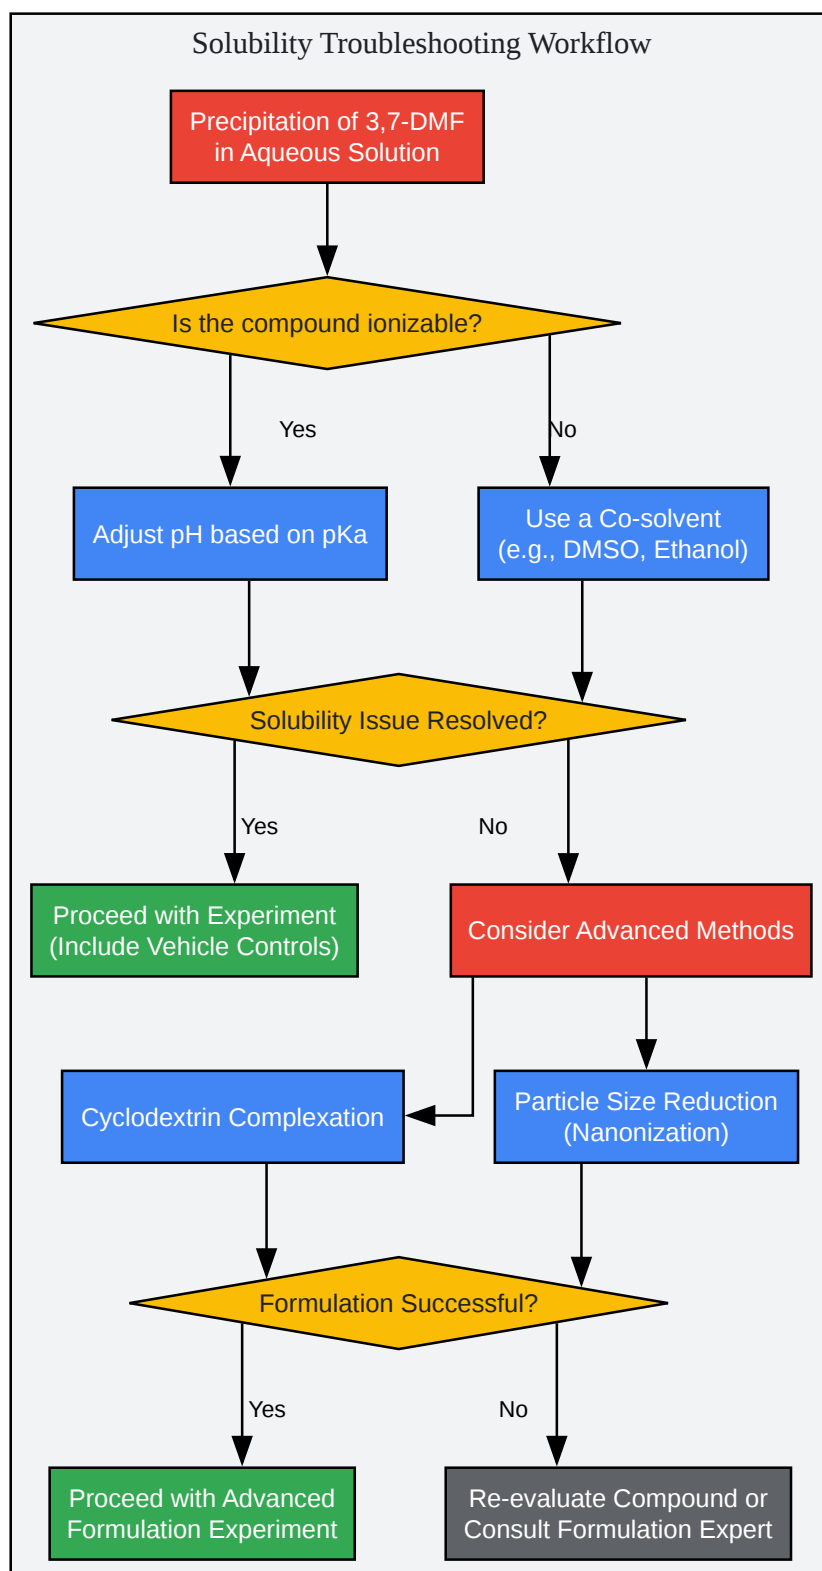 Solubility Troubleshooting Workflow
Precipitation of 3,7-DMF
in Aqueous Solution
Is the compound ionizable?
Yes
No
Adjust pH based on pKa
Use a Co-solvent
(e.g., DMSO, Ethanol)
Solubility Issue Resolved?
Yes
No
Proceed with Experiment
(Include Vehicle Controls)
Consider Advanced Methods
Cyclodextrin Complexation
Particle Size Reduction
(Nanonization)
Formulation Successful?
Yes
No
Proceed with Advanced
Formulation Experiment
Re-evaluate Compound or
Consult Formulation Expert